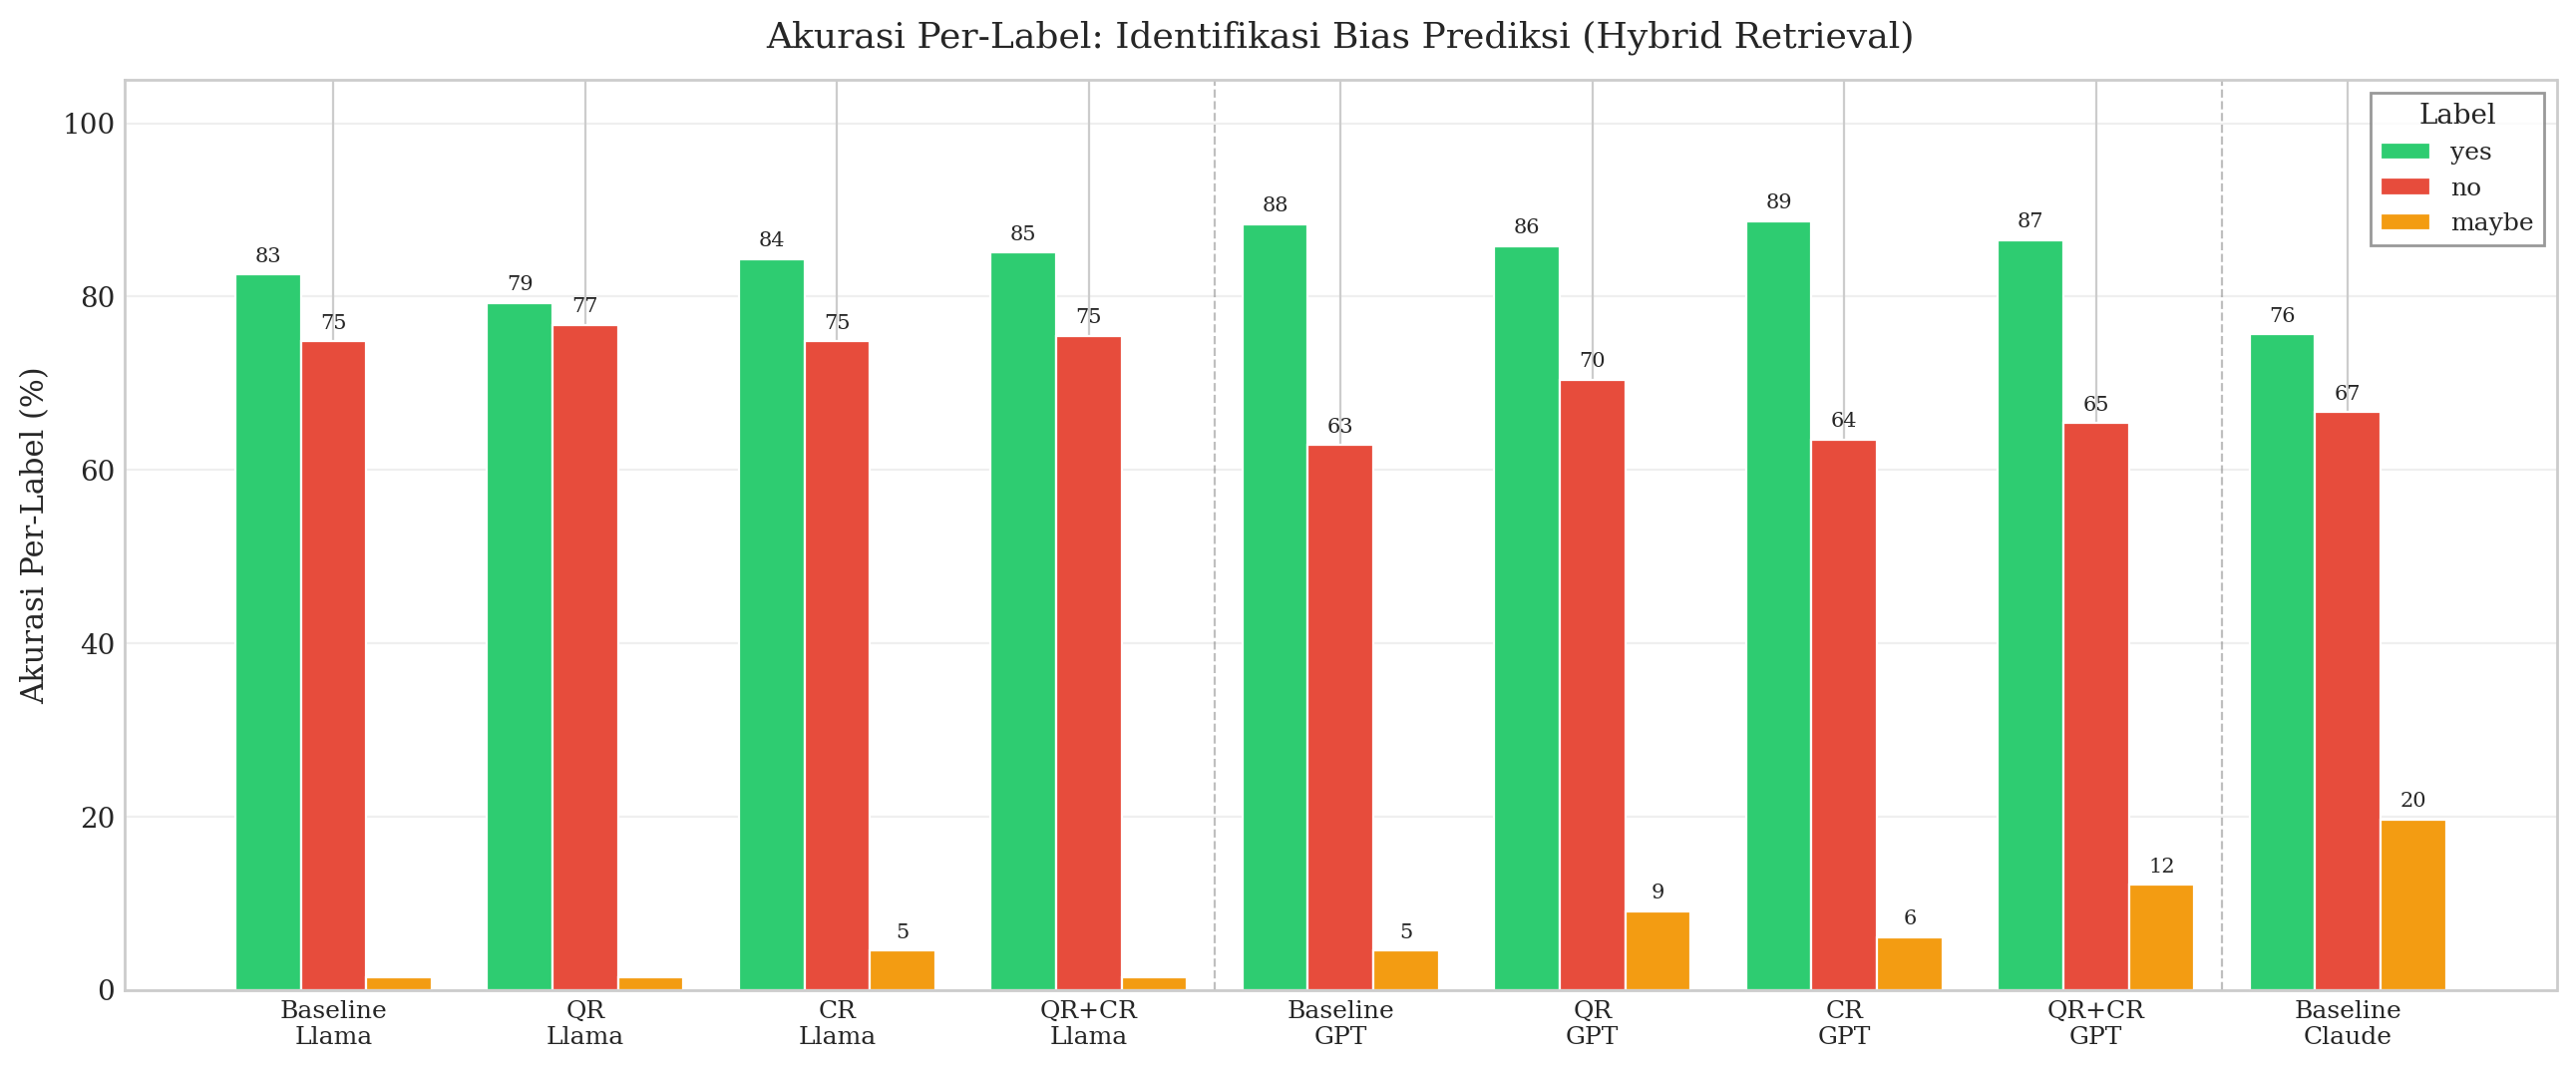 Akurasi Per-Label: Identifikasi Bias Prediksi (Hybrid Retrieval)
Akurasi Per-Label (%)
100
80
60
40
20
0
Label
yes
no
maybe
83
75
79
77
84
75
5
85
75
88
63
5
86
70
9
89
64
6
87
65
12
76
67
20
Baseline
Llama
QR
Llama
CR
Llama
QR+CR
Llama
Baseline
GPT
QR
GPT
CR
GPT
QR+CR
GPT
Baseline
Claude